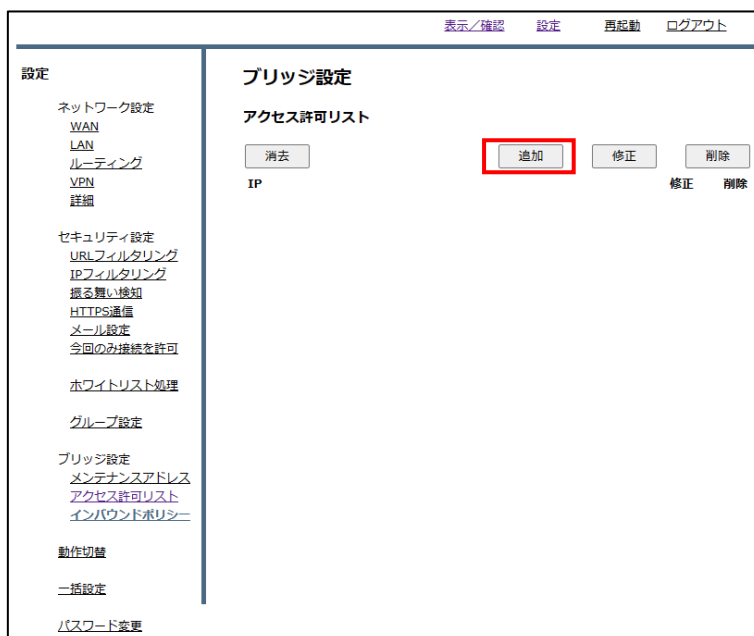 表示／確認 設定 再起動 ログアウト
設定
ネットワーク設定
WAN
LAN
ルーティング
VPN
詳細
セキュリティ設定
URLフィルタリング
IPフィルタリング
振る舞い検知
HTTPS通信
メール設定
今回のみ接続を許可
ホワイトリスト処理
グループ設定
ブリッジ設定
メンテナンスアドレス
アクセス許可リスト
インバウンドポリシー
動作切替
一括設定
パスワード変更
ブリッジ設定
アクセス許可リスト
消去 追加 修正 削除
IP 修正 削除